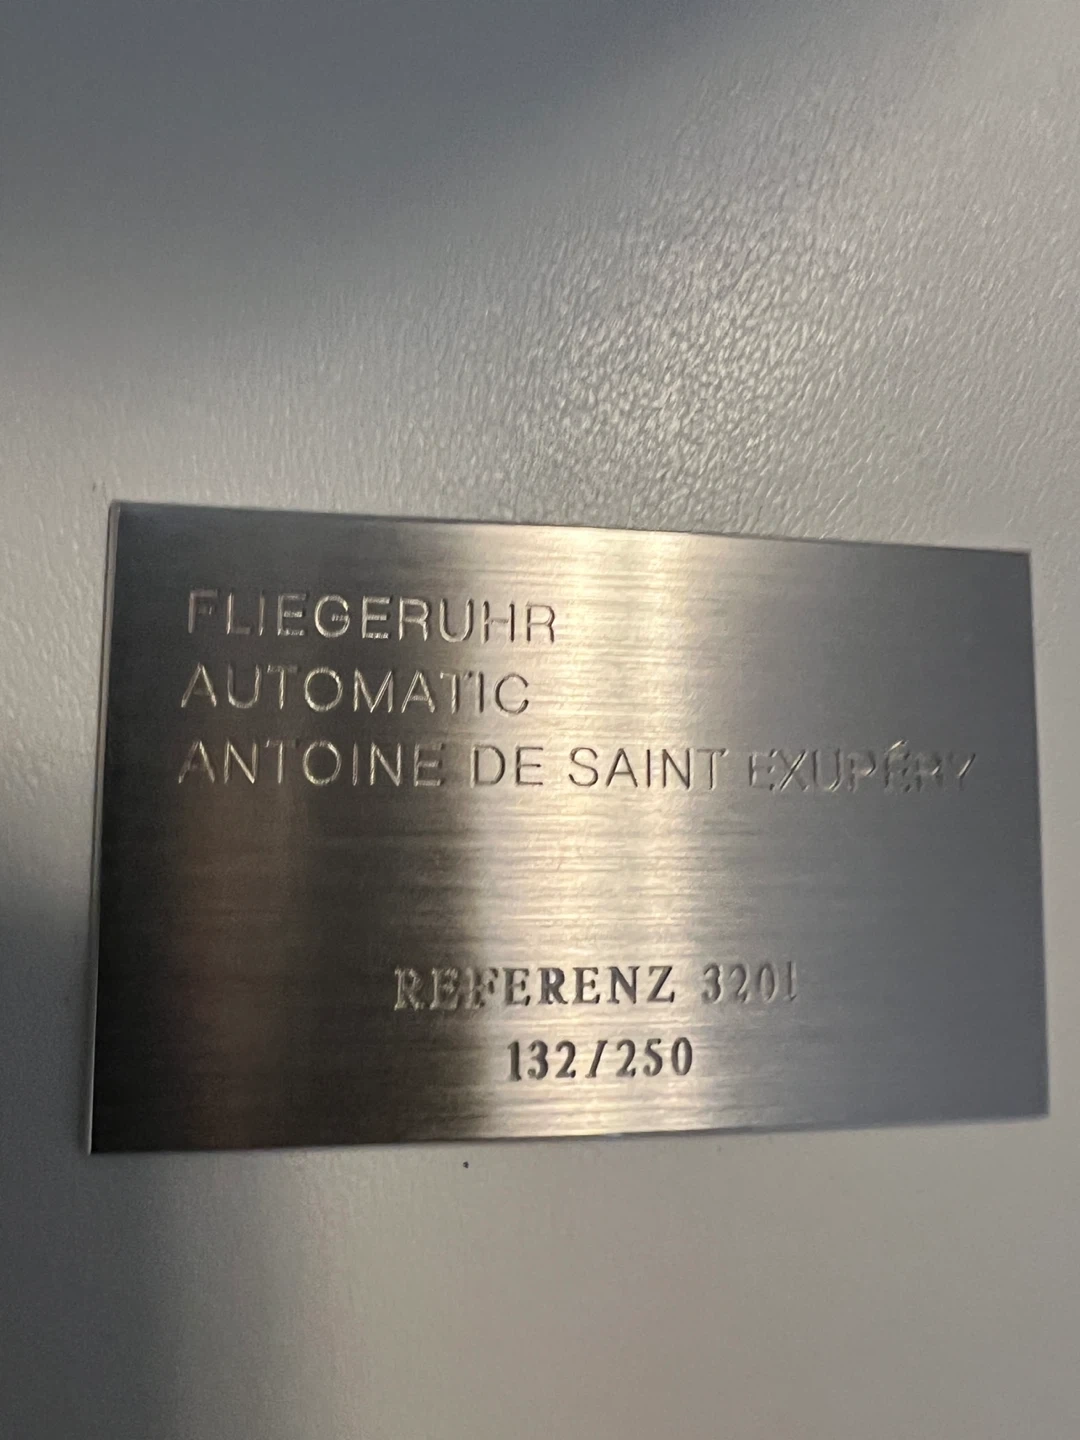 FLIEGERUHR
AUTOMATIC
ANTOINE DE SAINT EXUPÉRY
REFERENZ 3201
132/250